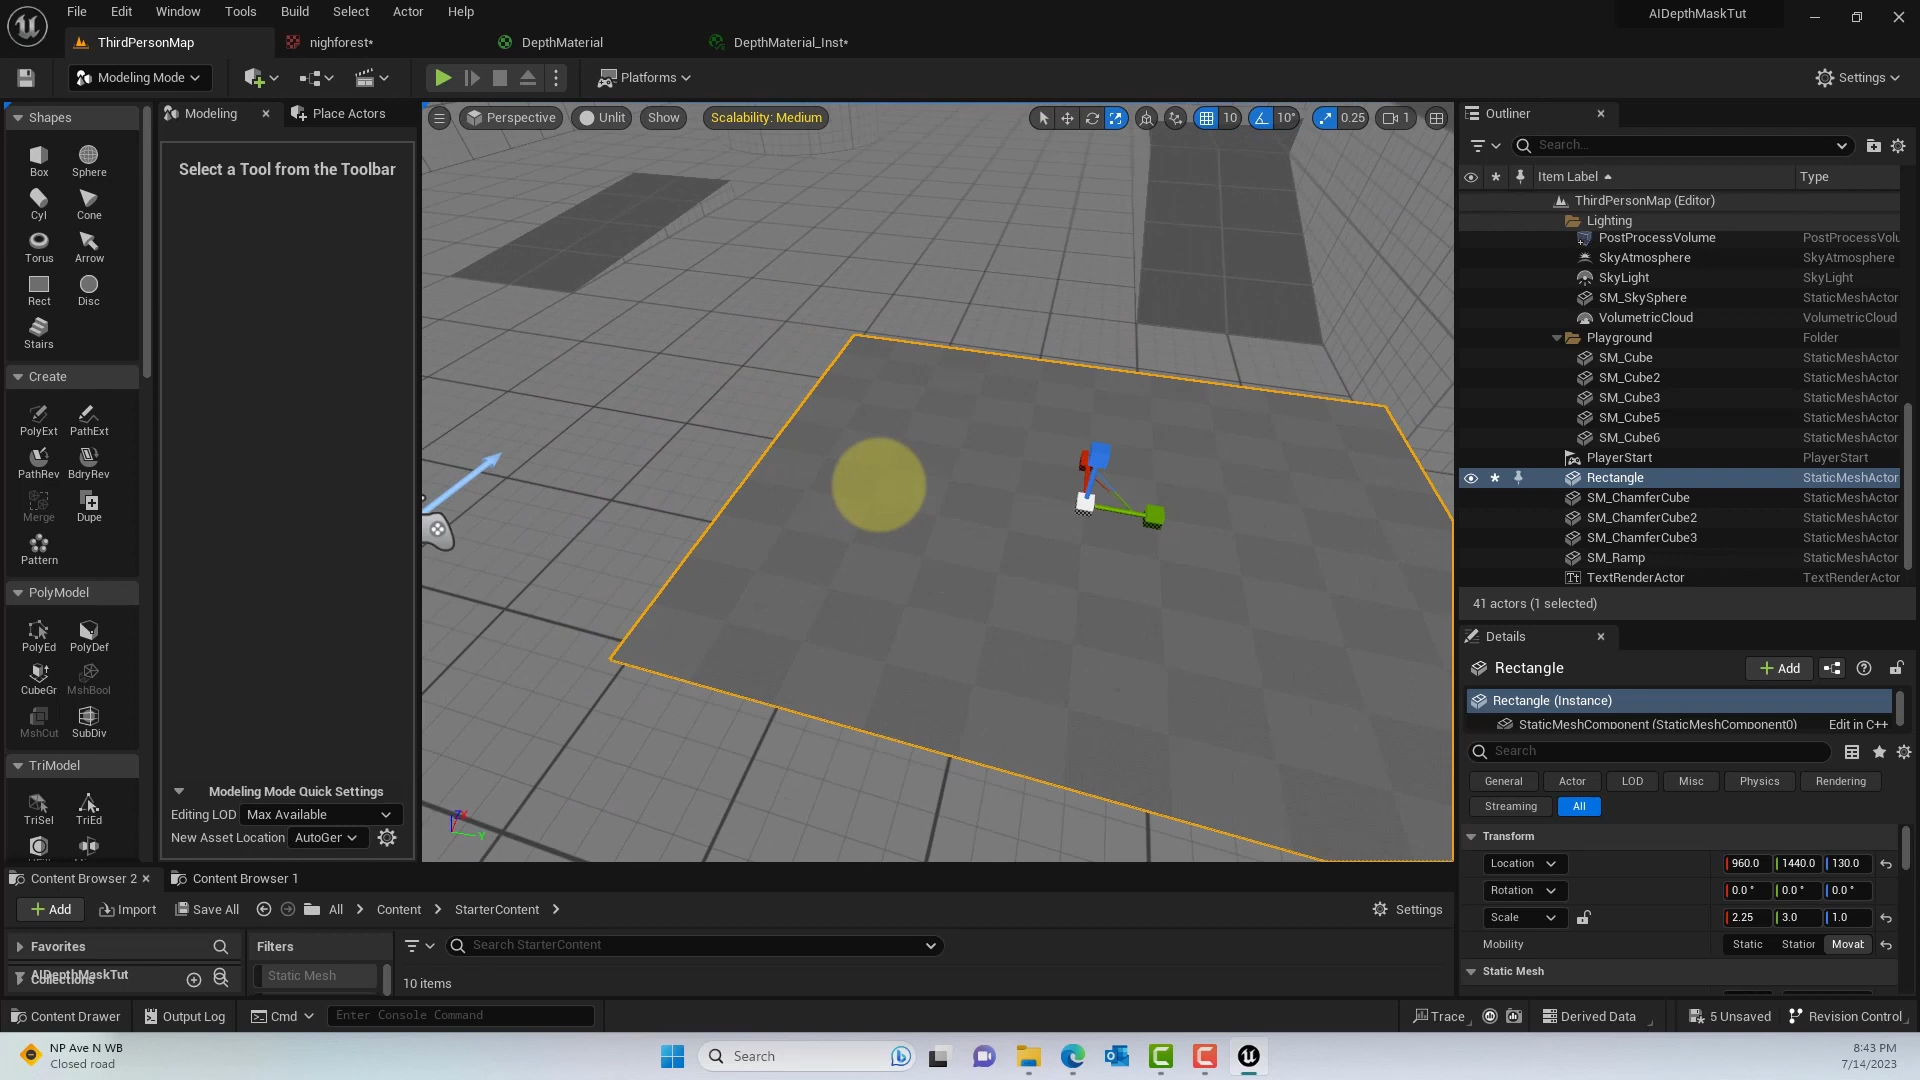 File Edit Window Tools Build Select Actor Help AIDepthMaskTut
ThirdPersonMap nighforest* DepthMaterial DepthMaterial_Inst*
Modeling Mode Platforms Settings
Shapes
Box Sphere
Cyl Cone
Torus Arrow
Rect Disc
Stairs
Create
PolyExt PathExt
PathRev BdryRev
Merge Dupe
Pattern
PolyModel
PolyEd PolyDef
CubeGr MshBool
MshCut SubDiv
TriModel
TriSel TriEd
Modeling Place Actors
Select a Tool from the Toolbar
Modeling Mode Quick Settings
Editing LOD Max Available
New Asset Location AutoGer
Perspective Unlit Show Scalability: Medium 10 10° 0.25 1
Outliner
Search...
Item Label Type
ThirdPersonMap (Editor)
Lighting
PostProcessVolume PostProcessVolu
SkyAtmosphere SkyAtmosphere
SkyLight SkyLight
SM_SkySphere StaticMeshActor
VolumetricCloud VolumetricCloud
Playground Folder
SM_Cube StaticMeshActor
SM_Cube2 StaticMeshActor
SM_Cube3 StaticMeshActor
SM_Cube5 StaticMeshActor
SM_Cube6 StaticMeshActor
PlayerStart PlayerStart
Rectangle StaticMeshActor
SM_ChamferCube StaticMeshActor
SM_ChamferCube2 StaticMeshActor
SM_ChamferCube3 StaticMeshActor
SM_Ramp StaticMeshActor
TextRenderActor TextRenderActor
41 actors (1 selected)
Details
Rectangle Add
Rectangle (Instance)
StaticMeshComponent (StaticMeshComponent0) Edit in C++
Search
General Actor LOD Misc Physics Rendering
Streaming All
Transform
Location 960.0 1440.0 130.0
Rotation 0.0 ° 0.0 ° 0.0 °
Scale 2.25 3.0 1.0
Mobility Static Station Movab
Static Mesh
Content Browser 2 Content Browser 1
Add Import Save All All Content StarterContent Settings
Favorites Filters Search StarterContent
AIDepthMaskTut
Collections
Static Mesh
10 items
Content Drawer Output Log Cmd Enter Console Command Trace Derived Data 5 Unsaved Revision Control
NP Ave N WB
Closed road
Search
8:43 PM
7/14/2023